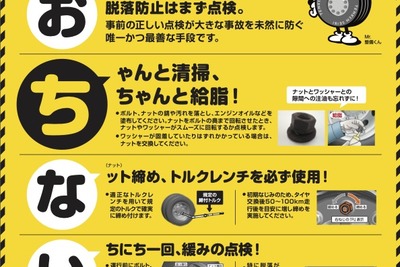 お
脱落防止はまず点検。
事前の正しい点検が大きな事故を未然に防ぐ
唯一かつ最善な手段です。
Mr.
整備くん
ち
ゃんと清掃、
ちゃんと給脂！
●ボルト、ナットの錆や汚れを落とし、エンジンオイルなどを
塗布してください。ナットをボルトの奥まで回転させたとき、
ナットやワッシャーがスムーズに回転するか点検します。
●ワッシャーが固着していたりはすれかかっている場合は、
ナットを交換してください。
ナットとワッシャーとの
隙間への注油も忘れずに！
な
(ナット)
ット締め、トルクレンチを必ず使用！
●適正なトルクレ
ンチを用いて規
定のトルクで確実
に締め付けます。
規定の
締付トルク
●初期なじみのため、タイヤ
交換後50〜100km走
行後を目安に増し締めを
実施してください。
い
ちにち一回、緩みの点検！
●運行前にボルト、